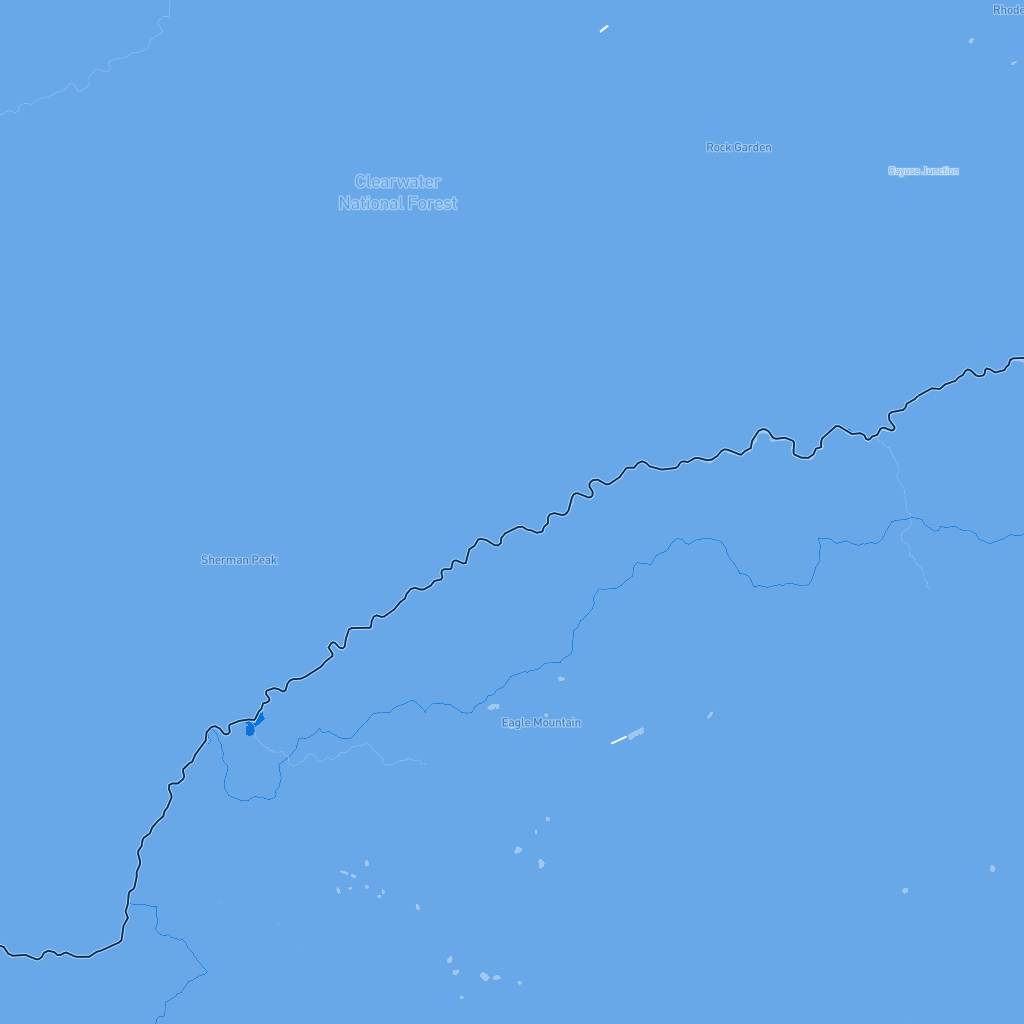 Rhode
Rock Garden
Cayuse Junction
Clearwater
National Forest
Sherman Peak
Eagle Mountain